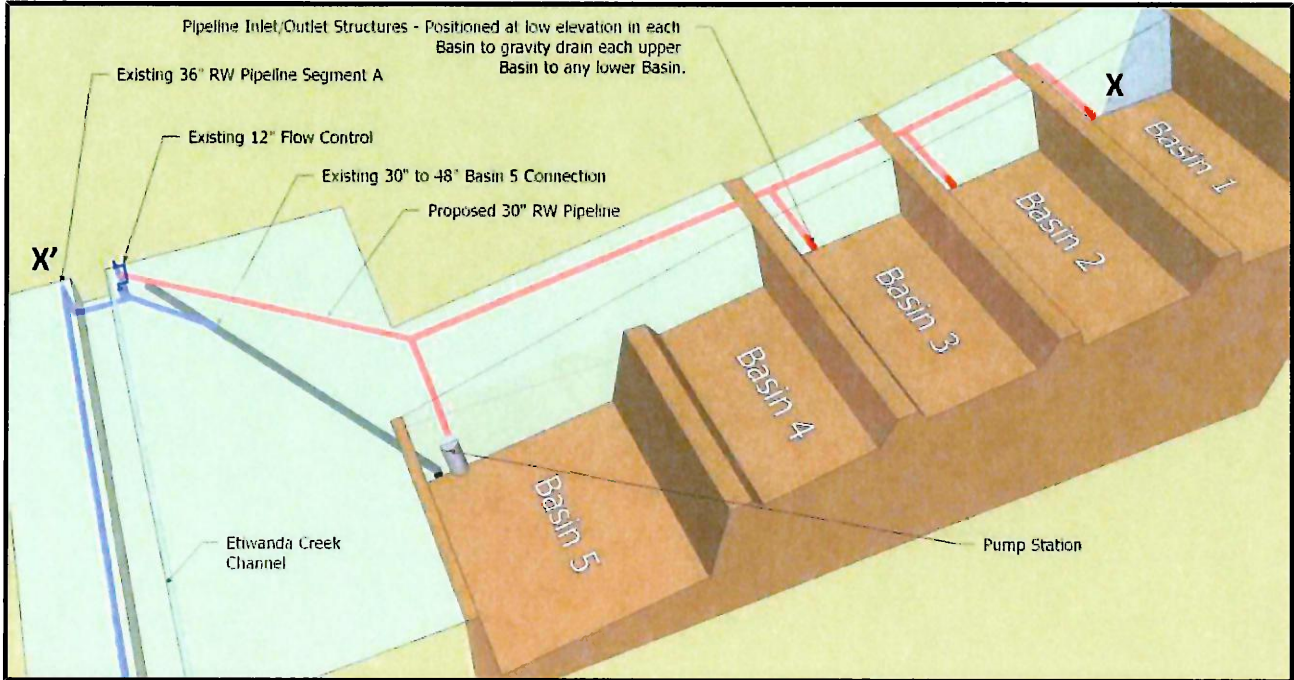 Pipeline Inlet/Outlet Structures - Positioned at low elevation in each
Basin to gravity drain each upper
Basin to any lower Basin.
Existing 36" RW Pipeline Segment A
X
Existing 12" Flow Control
Basin 1
Existing 30" to 48" Basin 5 Connection
Proposed 30" RW Pipeline
Basin 2
X'
Basin 3
Basin 4
Basin 5
Etiwanda Creek
Channel
Pump Station